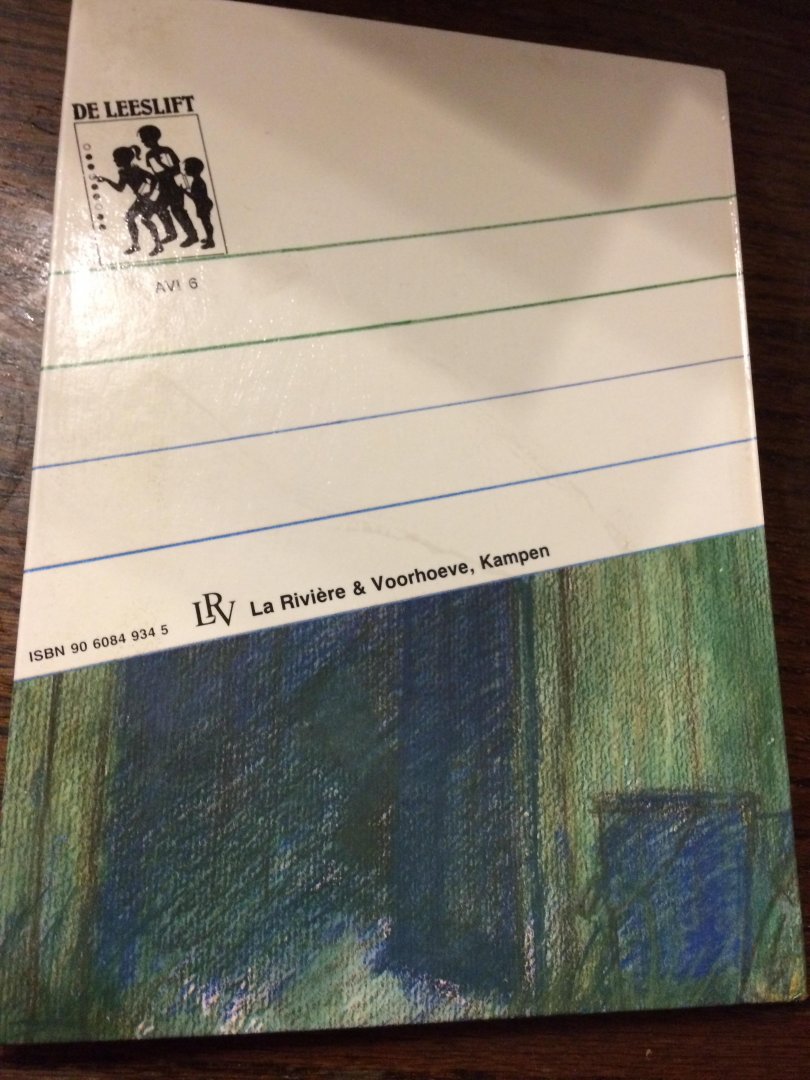 DE LEESLIFT
AVI 6
LRV La Rivière & Voorhoeve, Kampen
ISBN 90 6084 934 5